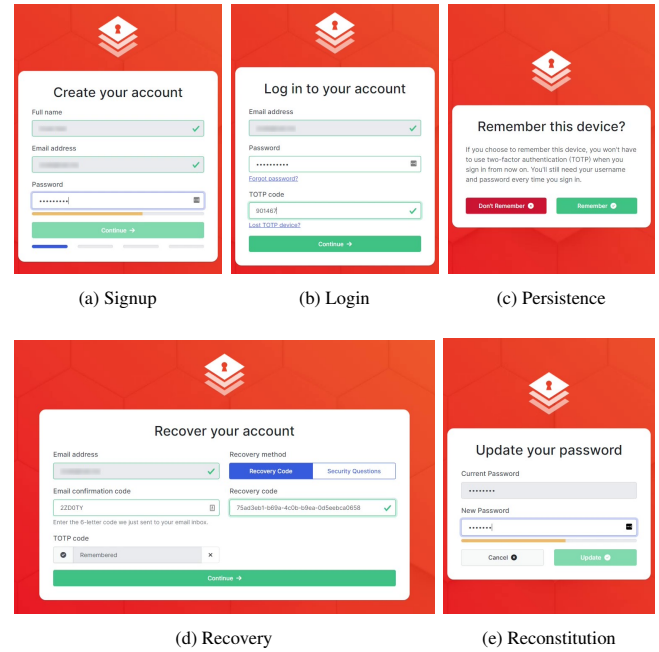 Create your account
Full name
Email address
Password
Continue →
(a) Signup
Log in to your account
Email address
Password
Forgot password?
TOTP code
901467
Lost TOTP device?
Continue →
(b) Login
Remember this device?
If you choose to remember this device, you won't have
to use two-factor authentication (TOTP) when you
sign in from now on. You'll still need your username
and password every time you sign in.
Don't Remember
Remember
(c) Persistence
Recover your account
Email address
Recovery method
Recovery Code
Security Questions
Email confirmation code
Recovery code
2ZD0TY
75ad3eb1-b69a-4c0b-b9ea-0d5eebca0658
Enter the 6-letter code we just sent to your email inbox.
TOTP code
Remembered
Continue →
(d) Recovery
Update your password
Current Password
New Password
Cancel
Update
(e) Reconstitution